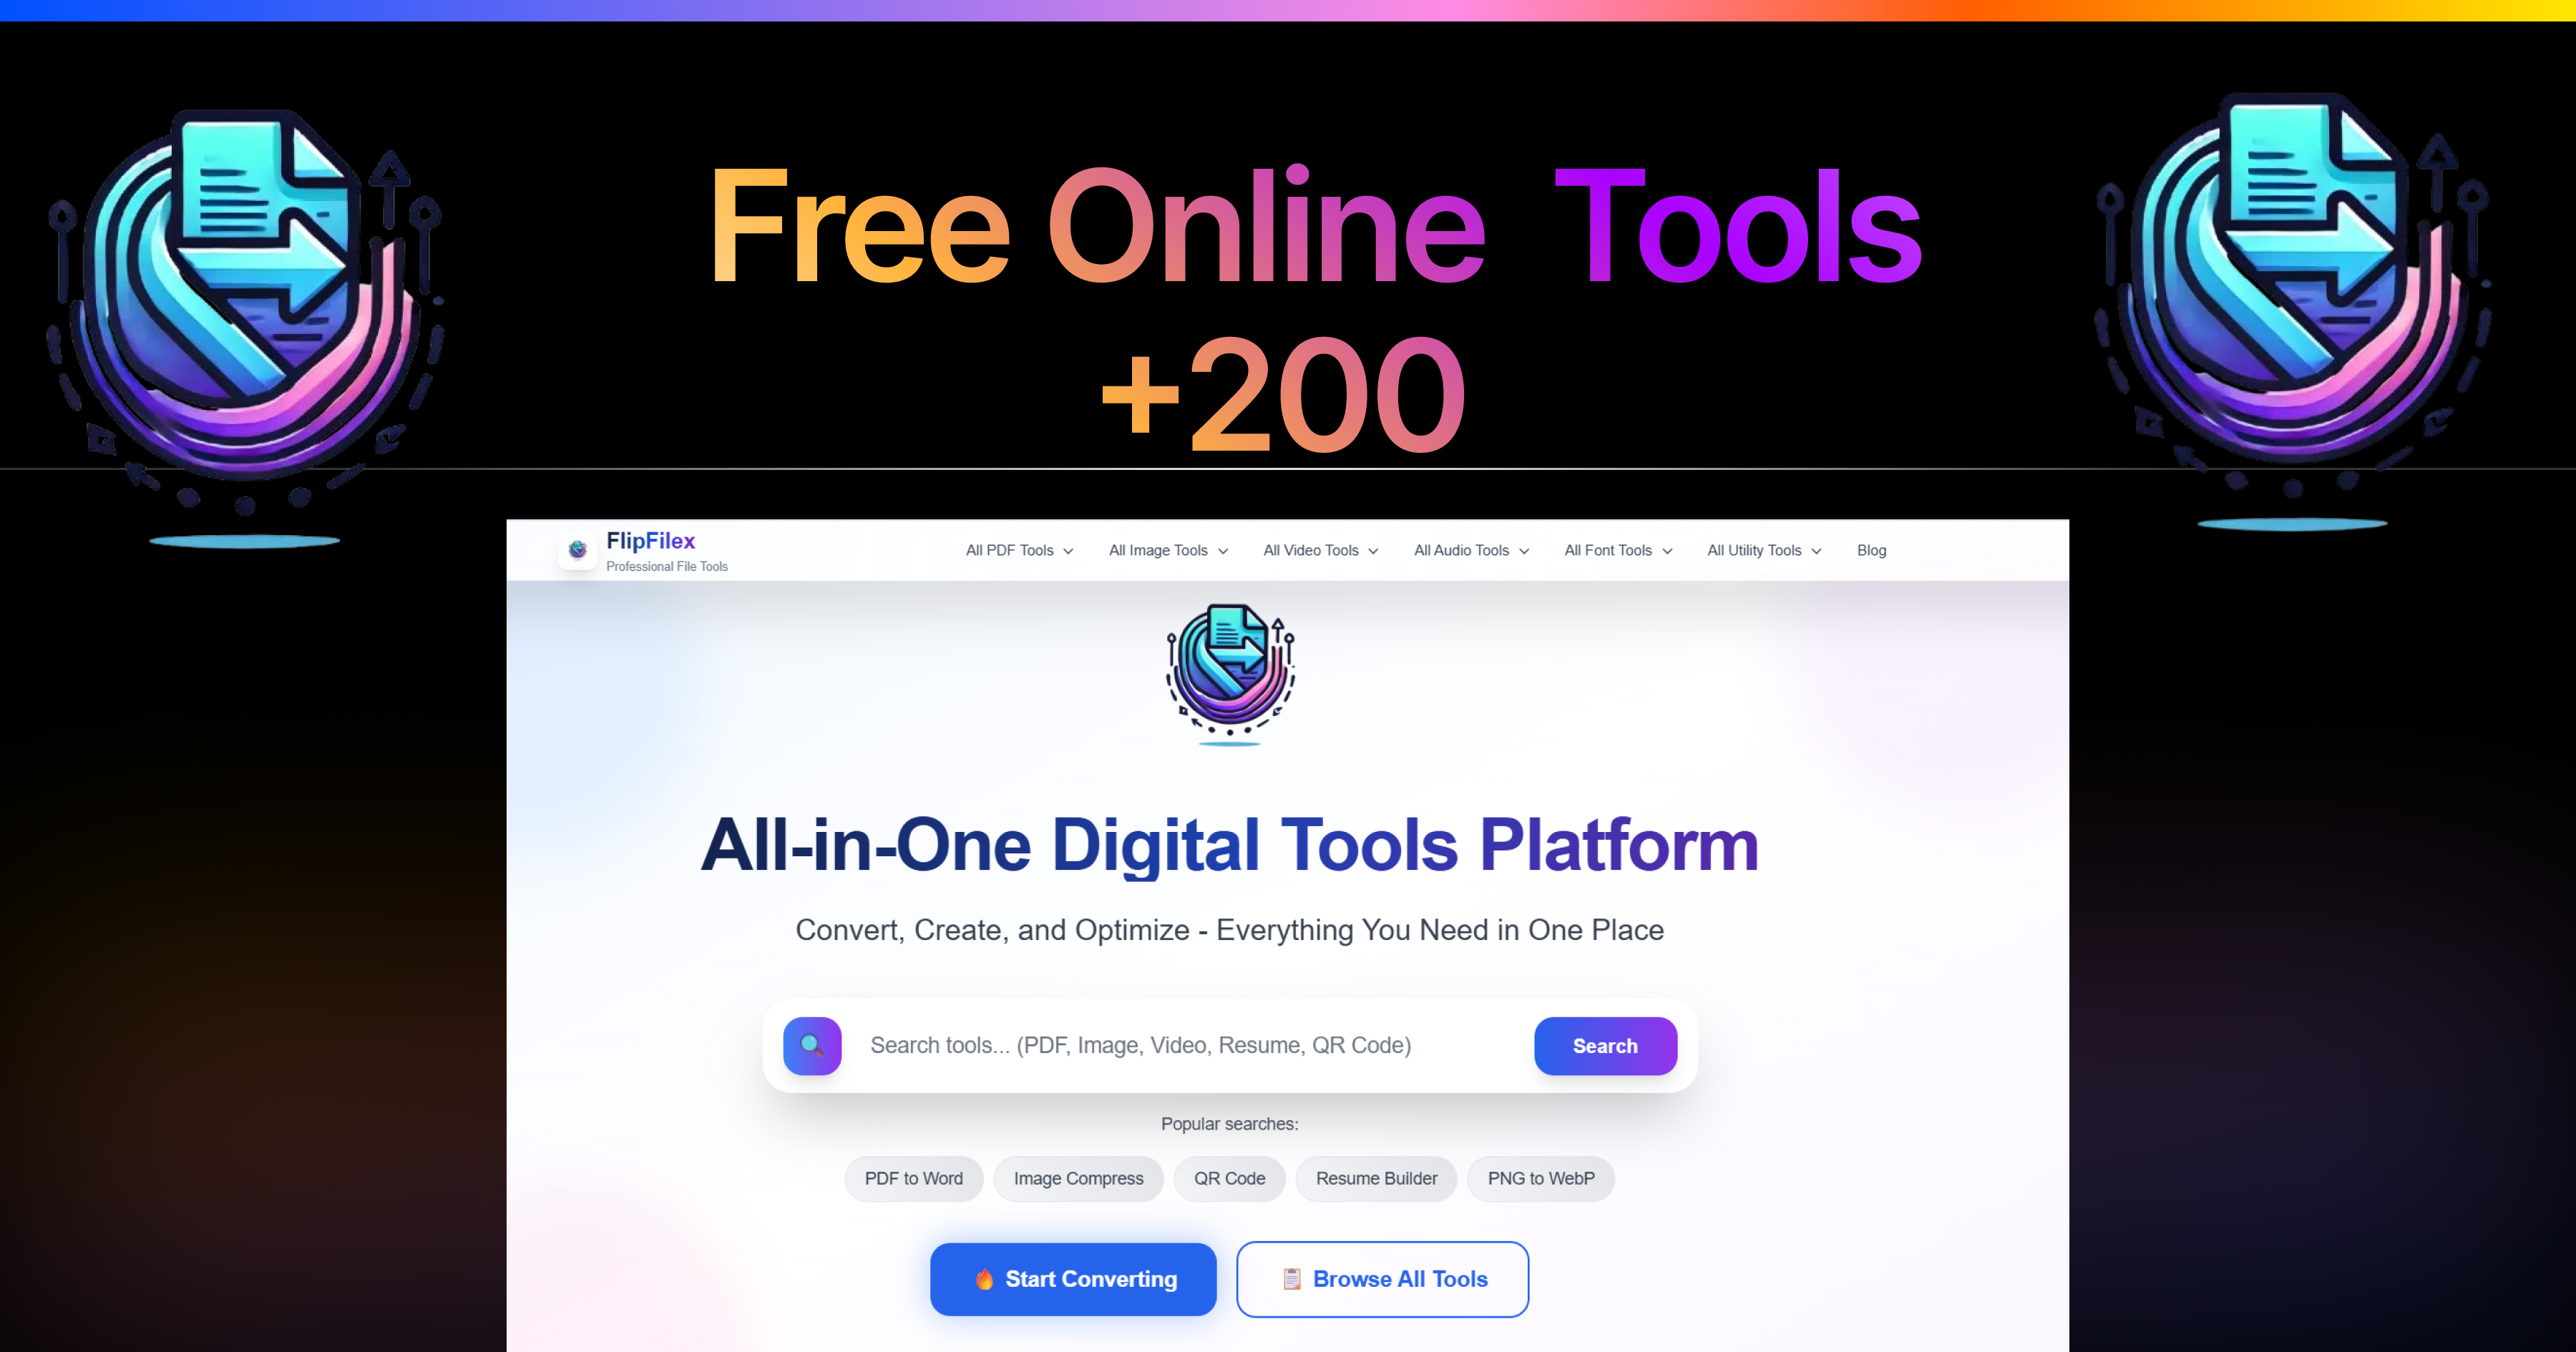 Free Online Tools
+200
FlipFilex
Professional File Tools
All PDF Tools
All Image Tools
All Video Tools
All Audio Tools
All Font Tools
All Utility Tools
Blog
All-in-One Digital Tools Platform
Convert, Create, and Optimize - Everything You Need in One Place
Search tools... (PDF, Image, Video, Resume, QR Code)
Search
Popular searches:
PDF to Word
Image Compress
QR Code
Resume Builder
PNG to WebP
Start Converting
Browse All Tools